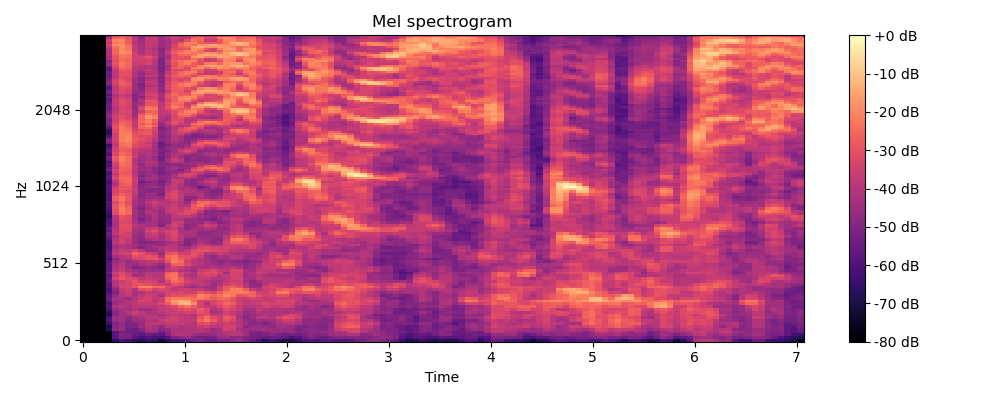 Mel spectrogram
Hz
2048
1024
512
0
0 1 2 3 4 5 6 7
Time
+0 dB
-10 dB
-20 dB
-30 dB
-40 dB
-50 dB
-60 dB
-70 dB
-80 dB